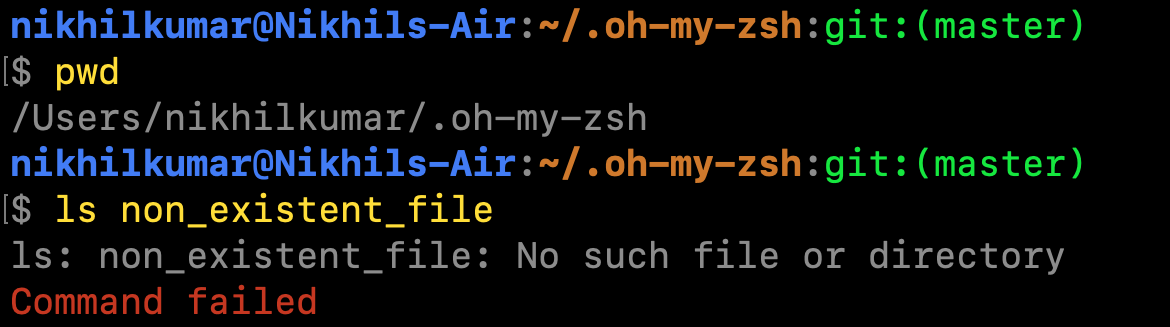 nikhilkumar@Nikhils-Air:~/.oh-my-zsh:git:(master)
[$ pwd
/Users/nikhilkumar/.oh-my-zsh
nikhilkumar@Nikhils-Air:~/.oh-my-zsh:git:(master)
[$ ls non_existent_file
ls: non_existent_file: No such file or directory
Command failed